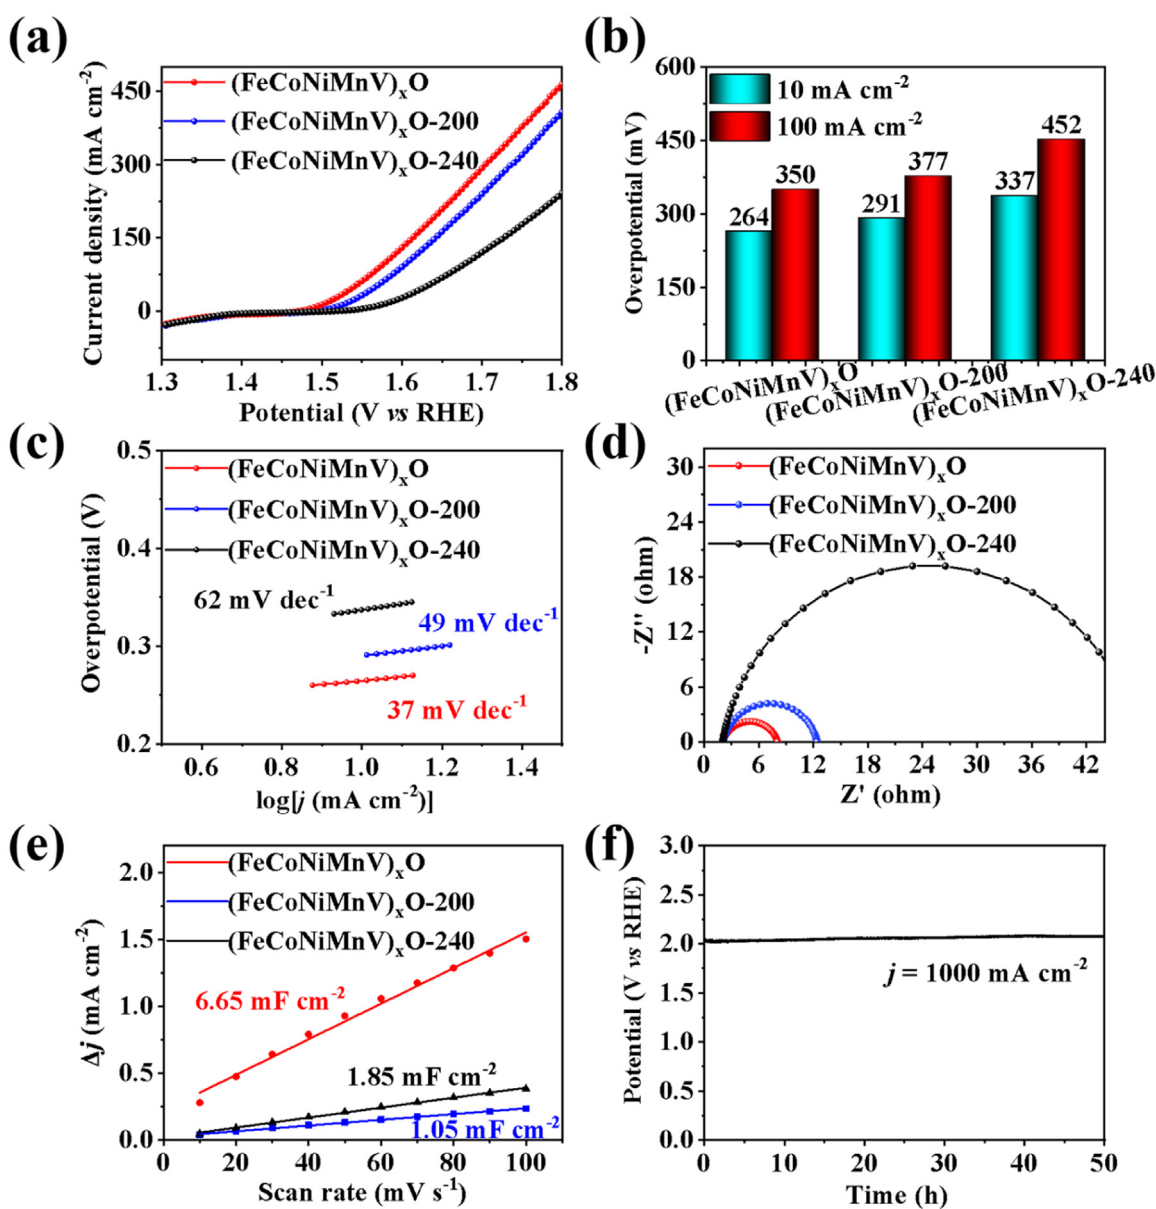 (a)
(FeCoNiMnV)ₓO
(FeCoNiMnV)ₓO-200
(FeCoNiMnV)ₓO-240
Current density (mA cm⁻²)
450
300
150
0
1.3 1.4 1.5 1.6 1.7 1.8
Potential (V vs RHE)
(b)
10 mA cm⁻²
100 mA cm⁻²
Overpotential (mV)
600
450
300
150
0
264 350 291 377 337 452
(FeCoNiMnV)ₓO
(FeCoNiMnV)ₓO-200
(FeCoNiMnV)ₓO-240
(c)
(FeCoNiMnV)ₓO
(FeCoNiMnV)ₓO-200
(FeCoNiMnV)ₓO-240
Overpotential (V)
0.5
0.4
0.3
0.2
62 mV dec⁻¹
49 mV dec⁻¹
37 mV dec⁻¹
0.6 0.8 1.0 1.2 1.4
log[j (mA cm⁻²)]
(d)
(FeCoNiMnV)ₓO
(FeCoNiMnV)ₓO-200
(FeCoNiMnV)ₓO-240
-Z'' (ohm)
30
24
18
12
6
0
0 6 12 18 24 30 36 42
Z' (ohm)
(e)
(FeCoNiMnV)ₓO
(FeCoNiMnV)ₓO-200
(FeCoNiMnV)ₓO-240
Δj (mA cm⁻²)
2.0
1.5
1.0
0.5
0.0
6.65 mF cm⁻²
1.85 mF cm⁻²
1.05 mF cm⁻²
0 20 40 60 80 100
Scan rate (mV s⁻¹)
(f)
Potential (V vs RHE)
3.0
2.5
2.0
1.5
1.0
0.5
0.0
j = 1000 mA cm⁻²
0 10 20 30 40 50
Time (h)